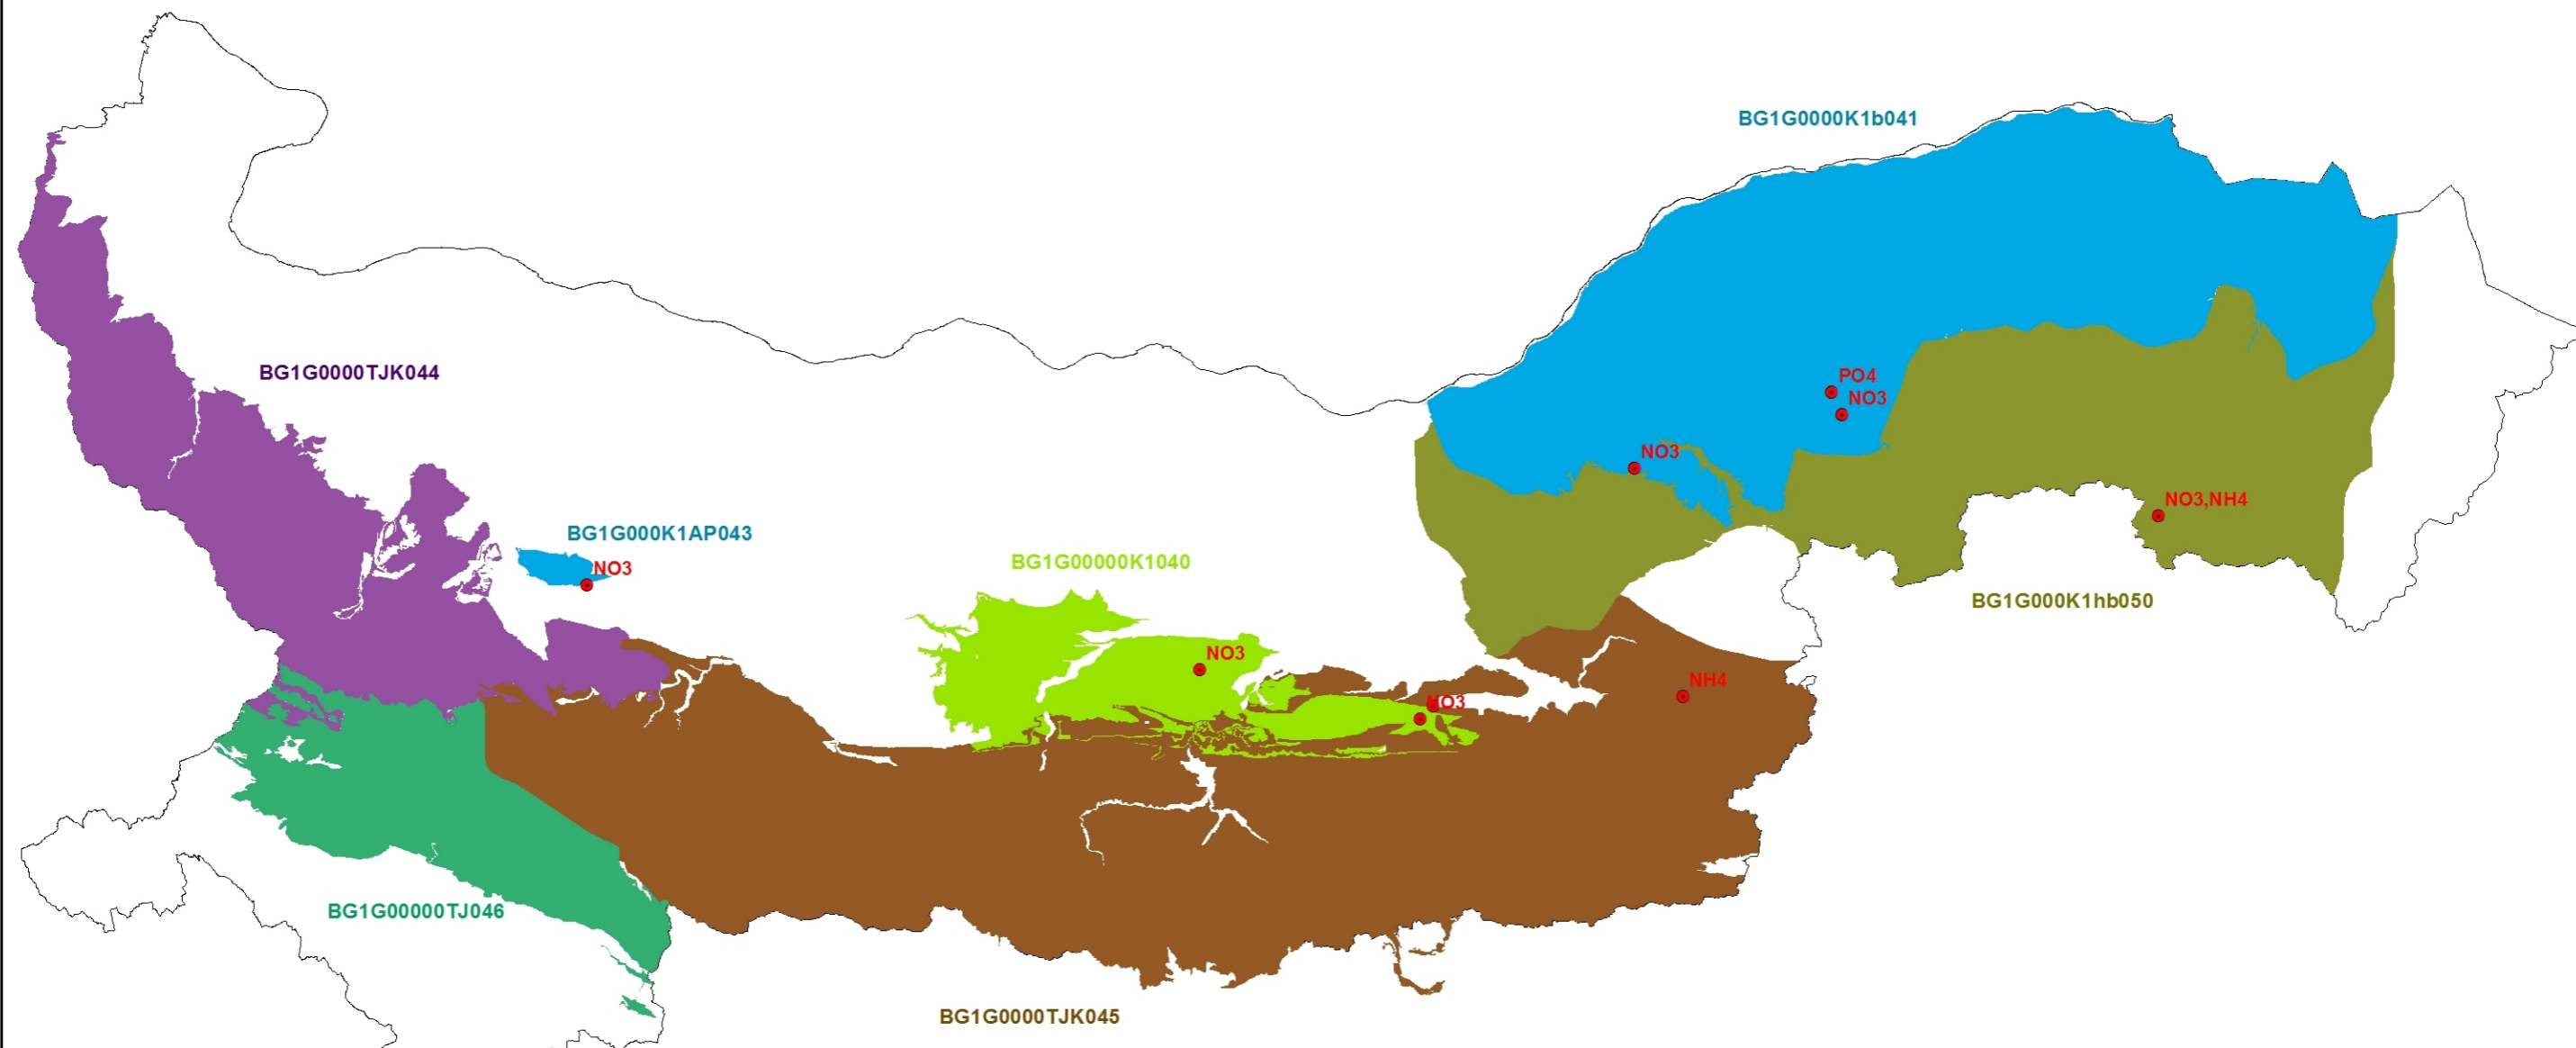 BG1G0000K1b041
BG1G0000TJK044
PO4
NO3
NO3
NO3,NH4
BG1G000K1AP043
NO3
BG1G00000K1040
BG1G000K1hb050
NO3
NH4
NO3
BG1G00000TJ046
BG1G0000TJK045